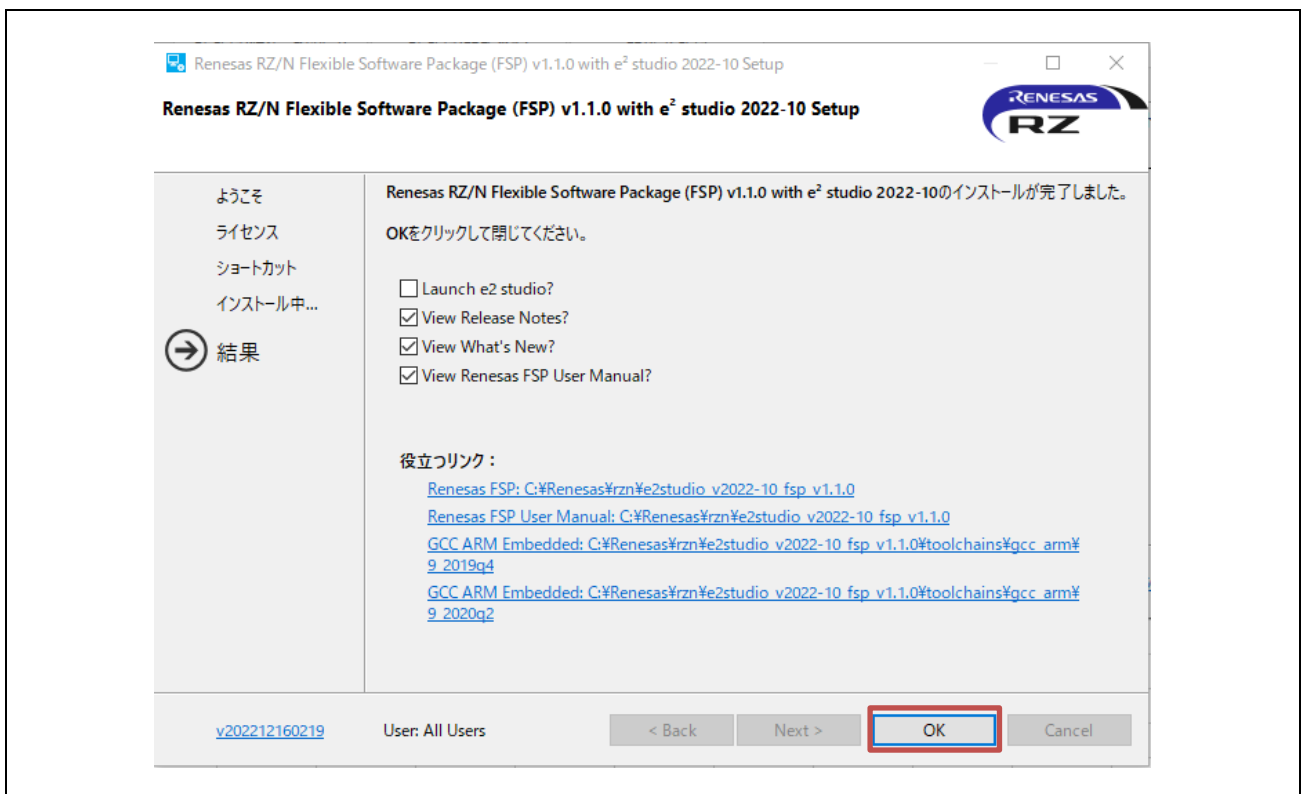 Renesas RZ/N Flexible Software Package (FSP) v1.1.0 with e² studio 2022-10 Setup
Renesas RZ/N Flexible Software Package (FSP) v1.1.0 with e² studio 2022-10 Setup
RENESAS
RZ
ようこそ
ライセンス
ショートカット
インストール中...
結果
Renesas RZ/N Flexible Software Package (FSP) v1.1.0 with e² studio 2022-10のインストールが完了しました。
OKをクリックして閉じてください。
Launch e2 studio?
View Release Notes?
View What's New?
View Renesas FSP User Manual?
役立つリンク：
Renesas FSP: C:¥Renesas¥rzn¥e2studio_v2022-10_fsp_v1.1.0
Renesas FSP User Manual: C:¥Renesas¥rzn¥e2studio_v2022-10_fsp_v1.1.0
GCC ARM Embedded: C:¥Renesas¥rzn¥e2studio_v2022-10_fsp_v1.1.0¥toolchains¥gcc_arm¥
9_2019q4
GCC ARM Embedded: C:¥Renesas¥rzn¥e2studio_v2022-10_fsp_v1.1.0¥toolchains¥gcc_arm¥
9_2020q2
v202212160219
User: All Users
< Back
Next >
OK
Cancel